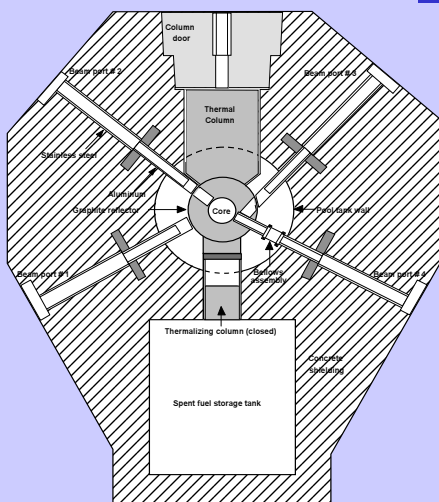 Column
door
Beam port # 2
Beam port # 3
Thermal
Column
Stainless steel
Aluminum
Graphite reflector
Core
Pool tank wall
Beam port # 1
Bellows
assembly
Beam port # 4
Thermalizing column (closed)
Concrete
shielding
Spent fuel storage tank